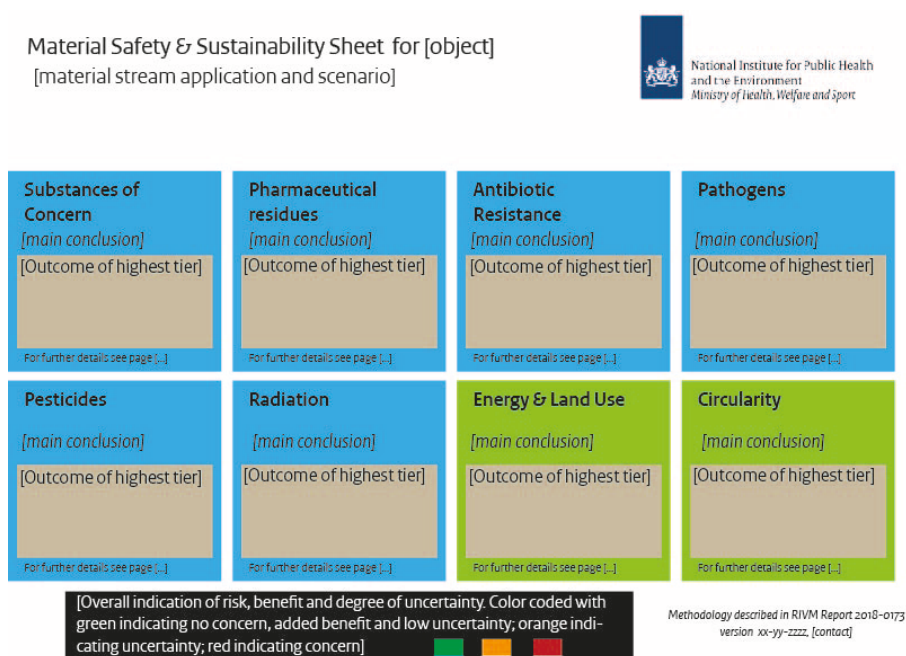 Material Safety & Sustainability Sheet for [object]
[material stream application and scenario]
National Institute for Public Health
and the Environment
Ministry of Health, Welfare and Sport
Substances of
Concern
[main conclusion]
[Outcome of highest tier]
For further details see page [...]
Pharmaceutical
residues
[main conclusion]
[Outcome of highest tier]
For further details see page [...]
Antibiotic
Resistance
[main conclusion]
[Outcome of highest tier]
For further details see page [...]
Pathogens
[main conclusion]
[Outcome of highest tier]
For further details see page [...]
Pesticides
[main conclusion]
[Outcome of highest tier]
For further details see page [...]
Radiation
[main conclusion]
[Outcome of highest tier]
For further details see page [...]
Energy & Land Use
[main conclusion]
[Outcome of highest tier]
For further details see page [...]
Circularity
[main conclusion]
[Outcome of highest tier]
For further details see page [...]
[Overall indication of risk, benefit and degree of uncertainty. Color coded with
green indicating no concern, added benefit and low uncertainty; orange indi-
cating uncertainty; red indicating concern]
Methodology described in RIVM Report 2018-0173
version xx-yy-zzzz, [contact]